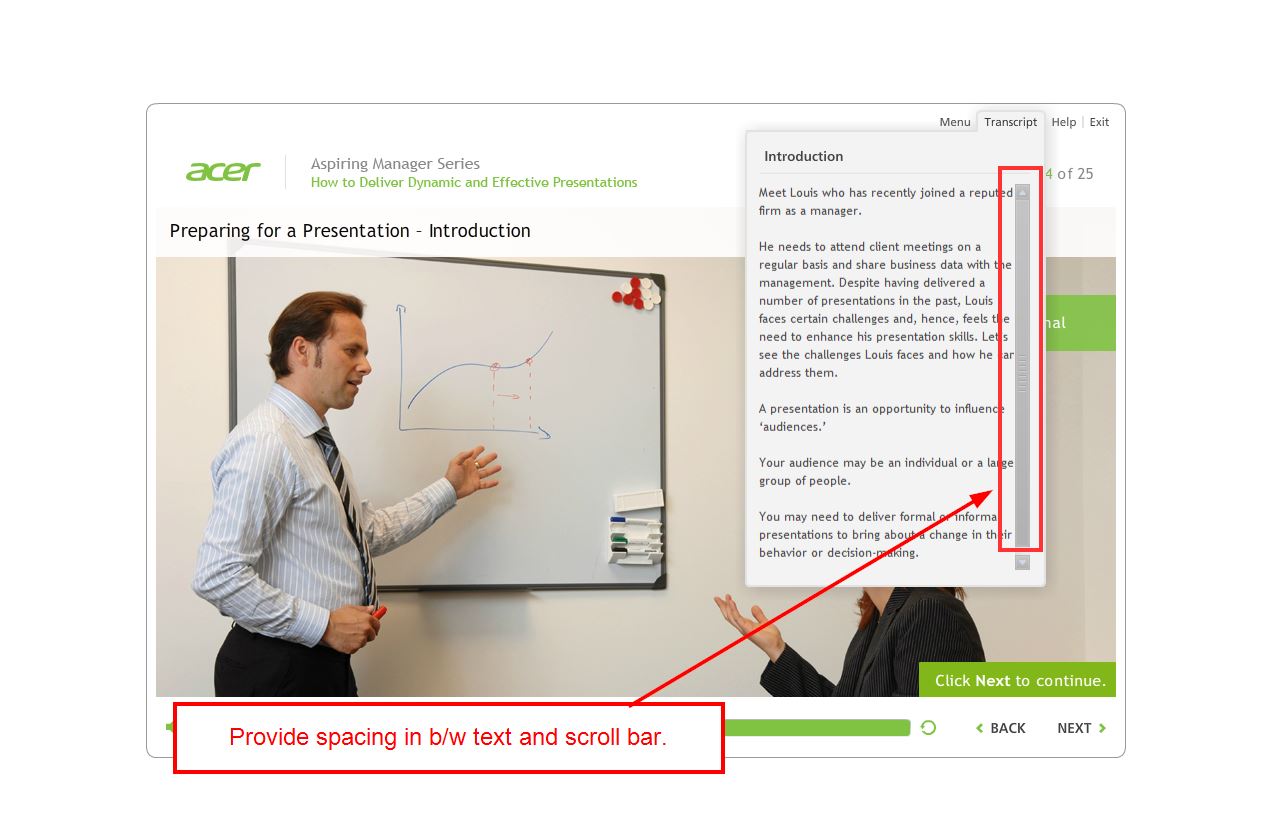 Menu
Transcript
Help
Exit
Introduction
acer
Aspiring Manager Series
How to Deliver Dynamic and Effective Presentations
4 of 25
Preparing for a Presentation - Introduction
Meet Louis who has recently joined a reputed
firm as a manager.
He needs to attend client meetings on a
regular basis and share business data with the
management. Despite having delivered a
number of presentations in the past, Louis
faces certain challenges and, hence, feels the
need to enhance his presentation skills. Let's
see the challenges Louis faces and how he can
address them.
A presentation is an opportunity to influence
‘audiences.’
Your audience may be an individual or a large
group of people.
You may need to deliver formal or informal
presentations to bring about a change in their
behavior or decision-making.
Click Next to continue.
Provide spacing in b/w text and scroll bar.
BACK
NEXT